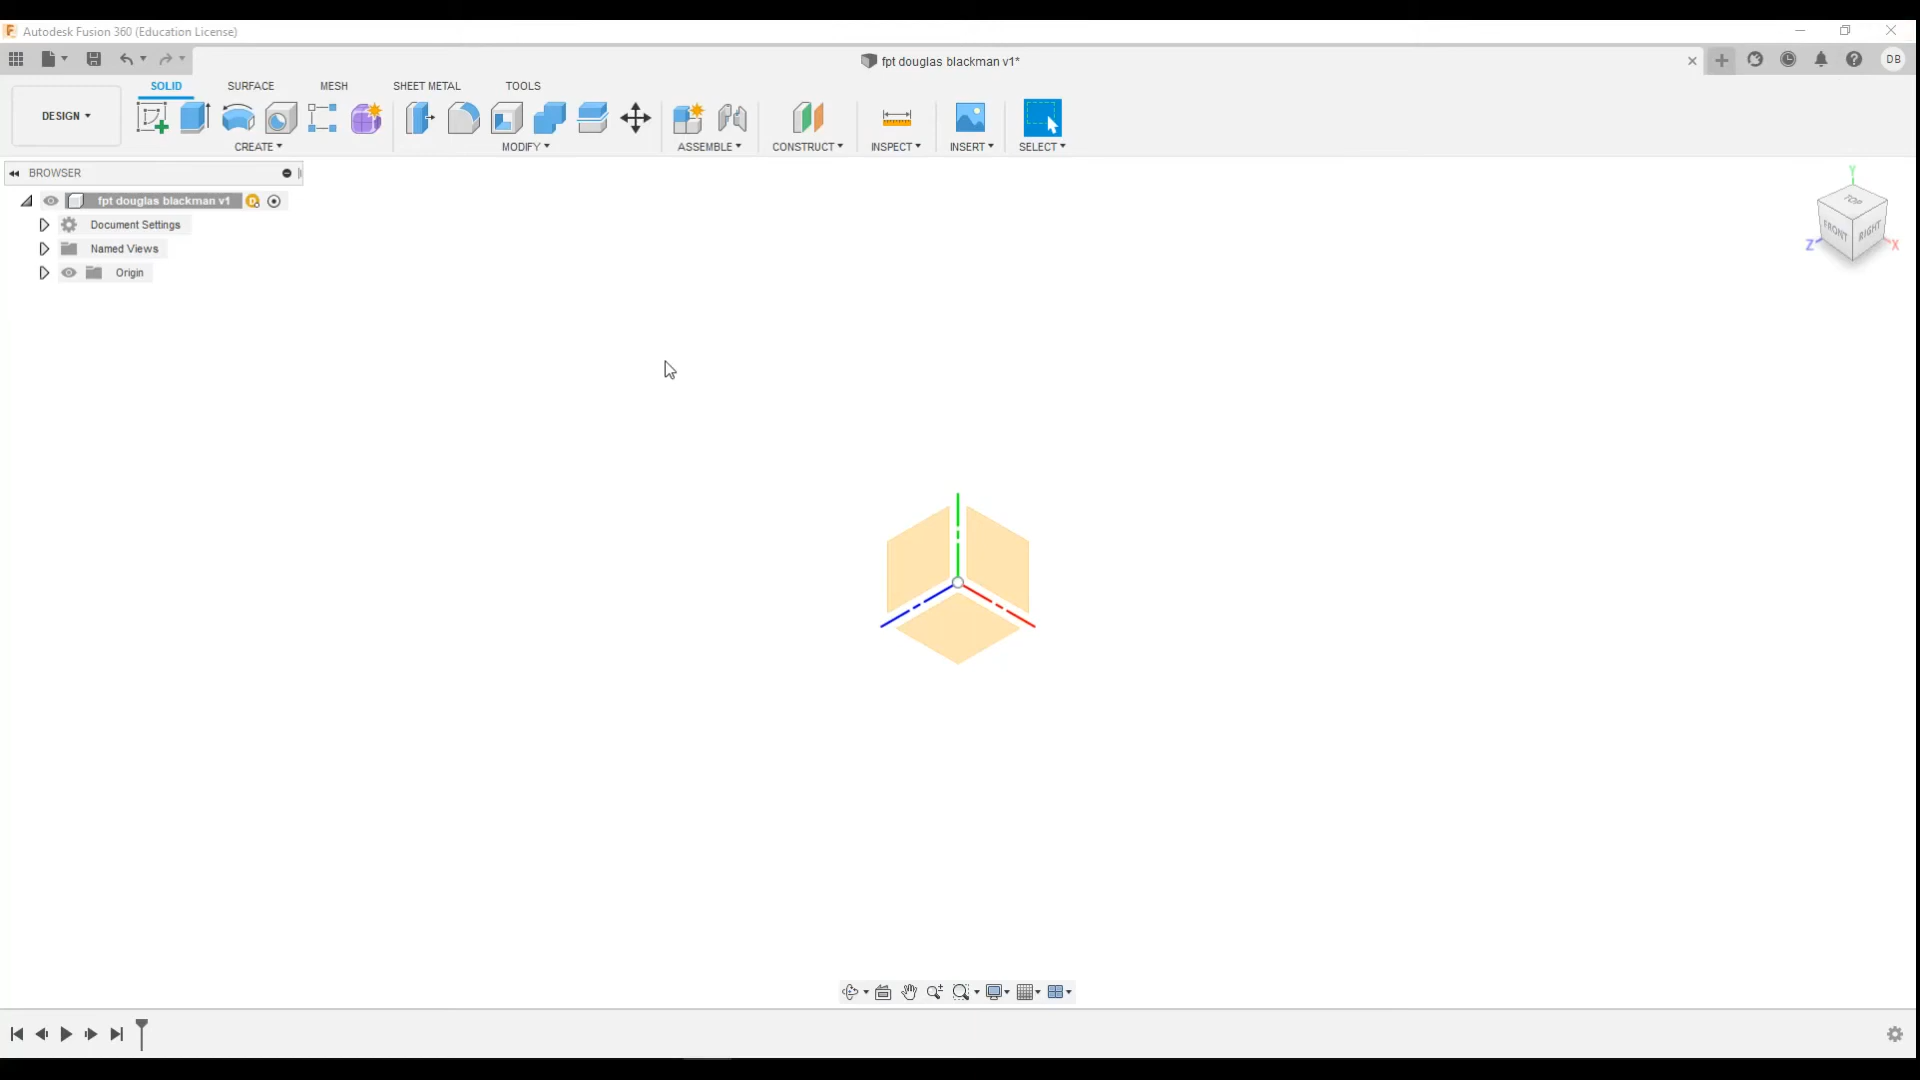 Autodesk Fusion 360 (Education License)
fpt douglas blackman v1*
DB
SOLID SURFACE MESH SHEET METAL TOOLS
DESIGN
CREATE MODIFY ASSEMBLE CONSTRUCT INSPECT INSERT SELECT
BROWSER
fpt douglas blackman v1
Document Settings
Named Views
Origin
Y
TOP
FRONT RIGHT
Z X